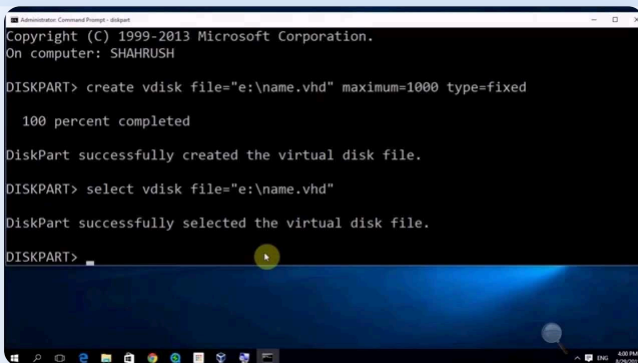 Administrator: Command Prompt - diskpart
Copyright (C) 1999-2013 Microsoft Corporation.
On computer: SHAHRUSH
DISKPART> create vdisk file="e:\name.vhd" maximum=1000 type=fixed
100 percent completed
DiskPart successfully created the virtual disk file.
DISKPART> select vdisk file="e:\name.vhd"
DiskPart successfully selected the virtual disk file.
DISKPART>
ENG
4:00 PM